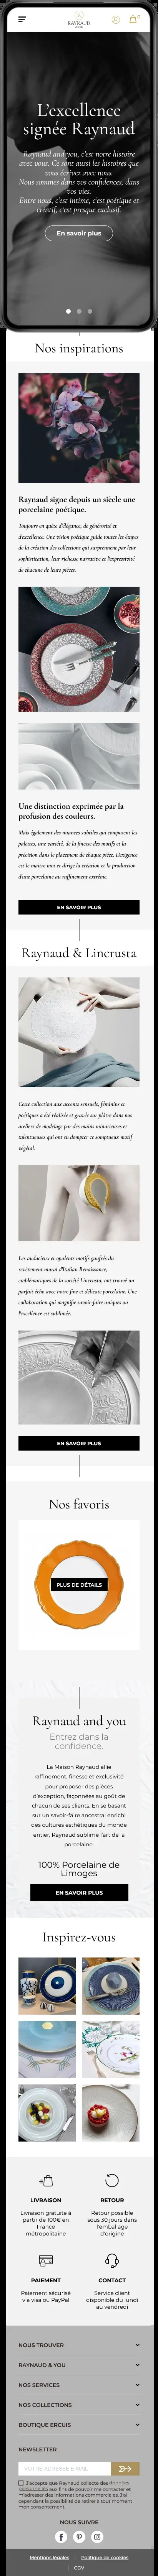 RAYNAUD
0
L'excellence
signée Raynaud
Raynaud and you, c'est notre histoire
avec vous. Ce sont aussi les histoires que
vous écrivez avec nous.
Nous sommes dans vos confidences, dans
vos vies.
Entre nous, c'est intime, c'est poétique et
créatif, c'est presque exclusif.
En savoir plus
Nos inspirations
Raynaud signe depuis un siècle une
porcelaine poétique.
Toujours en quête d'élégance, de générosité et
d'excellence. Une vision poétique guide toutes les étapes
de la création des collections qui surprennent par leur
sophistication, leur richesse narrative et l'expressivité
de chacune de leurs pièces.
Une distinction exprimée par la
profusion des couleurs.
Mais également des nuances subtiles qui composent les
palettes, une variété, de la finesse des motifs et la
précision dans le placement de chaque pièce. L'exigence
est le maître mot et dirige la création et la production
d'une porcelaine au raffinement extrême.
EN SAVOIR PLUS
Raynaud & Lincrusta
Cette collection aux accents sensuels, féminins et
poétiques a été réalisée et gravée sur plâtre dans nos
ateliers de modelage par des mains minutieuses et
talentueuses qui ont su dompter ce somptueux motif
végétal.
Les audacieux et opulents motifs gaufrés du
revêtement mural d'Italian Renaissance,
emblématiques de la société Lincrusta, ont trouvé un
parfait écho avec notre fine et délicate porcelaine. Une
collaboration qui magnifie savoir-faire uniques au
l'excellence est sublimée.
EN SAVOIR PLUS
Nos favoris
PLUS DE DÉTAILS
Raynaud and you
Entrez dans la
confidence.
La Maison Raynaud allie
raffinement, finesse et exclusivité
pour proposer des pièces
d'exception, façonnées au goût de
chacun de ses clients. En se basant
sur un savoir-faire ancestral enrichi
des cultures esthétiques du monde
entier, Raynaud sublime l'art de la
porcelaine.
100% Porcelaine de
Limoges
EN SAVOIR PLUS
Inspirez-vous
LIVRAISON
Livraison gratuite à
partir de 100€ en
France
métropolitaine
RETOUR
Retour possible
sous 30 jours dans
l'emballage
d'origine
PAIEMENT
Paiement sécurisé
via visa ou PayPal
CONTACT
Service client
disponible du lundi
au vendredi
NOUS TROUVER
RAYNAUD & YOU
NOS SERVICES
NOS COLLECTIONS
BOUTIQUE ERCUIS
NEWSLETTER
VOTRE ADRESSE E-MAIL
J'accepte que Raynaud collecte des données
personnelles aux fins de pouvoir me contacter et
m'adresser des informations commerciales. J'ai
cependant la possibilité de retirer à tout moment
mon consentement.
NOUS SUIVRE
Mentions légales
Politique de cookies
CGV